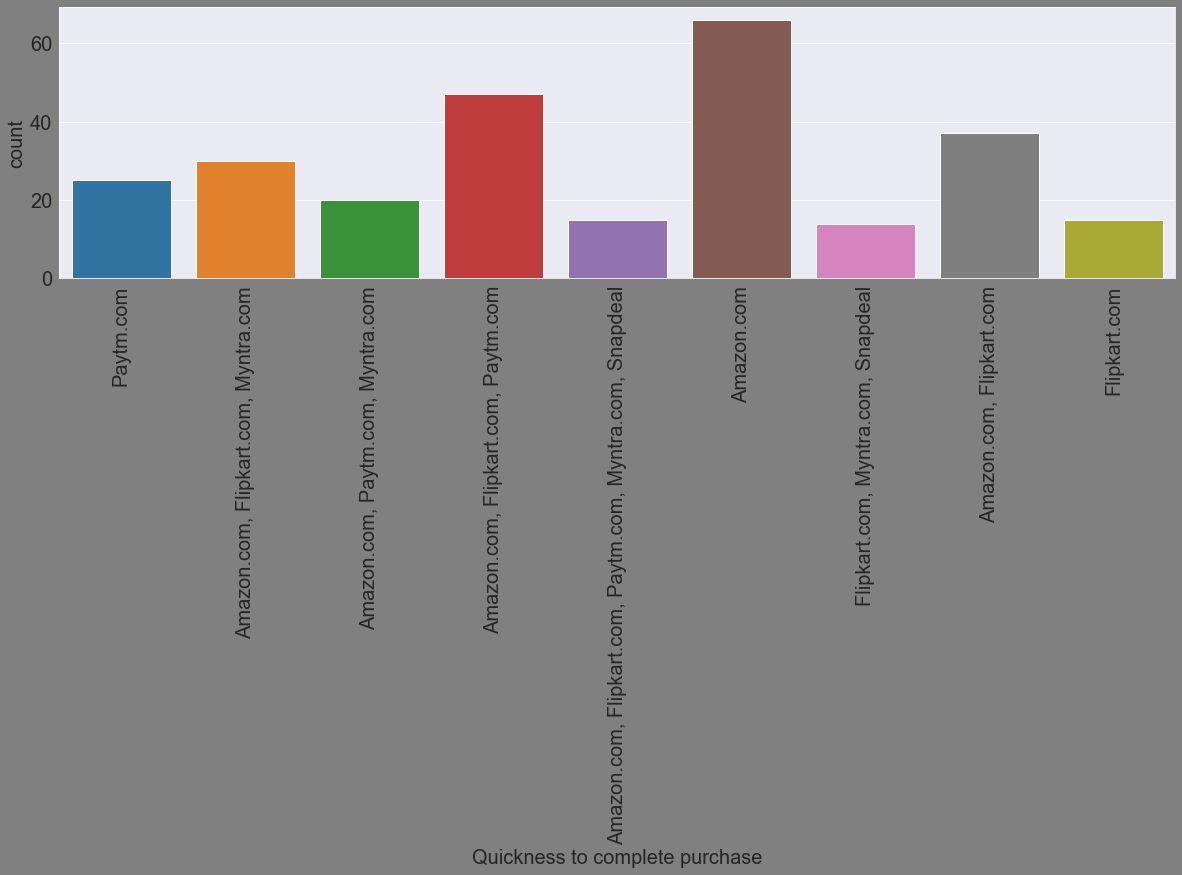 60
40
20
0
count
Paytm.com
Amazon.com, Flipkart.com, Myntra.com
Amazon.com, Paytm.com, Myntra.com
Amazon.com, Flipkart.com, Paytm.com
Amazon.com, Flipkart.com, Paytm.com, Myntra.com, Snapdeal
Amazon.com
Flipkart.com, Myntra.com, Snapdeal
Amazon.com, Flipkart.com
Flipkart.com
Quickness to complete purchase